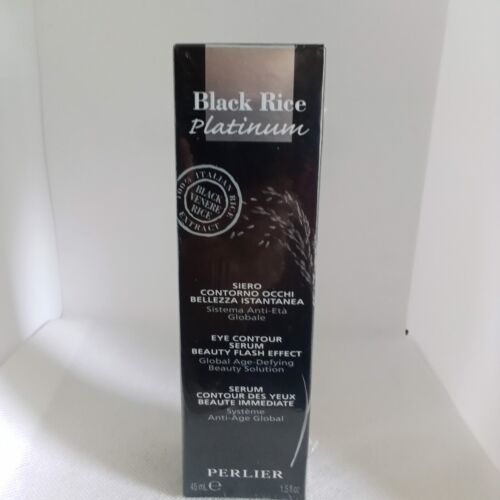 Black Rice
Platinum
100% ITALIAN RICE
BLACK
VENERE
RICE
EXTRACT
SIERO
CONTORNO OCCHI
BELLEZZA ISTANTANEA
Sistema Anti-Età
Globale
EYE CONTOUR
SERUM
BEAUTY FLASH EFFECT
Global Age-Defying
Beauty Solution
SERUM
CONTOUR DES YEUX
BEAUTE IMMEDIATE
Système
Anti-Age Global
PERLIER
45 mL ℮ 1.5 fl oz